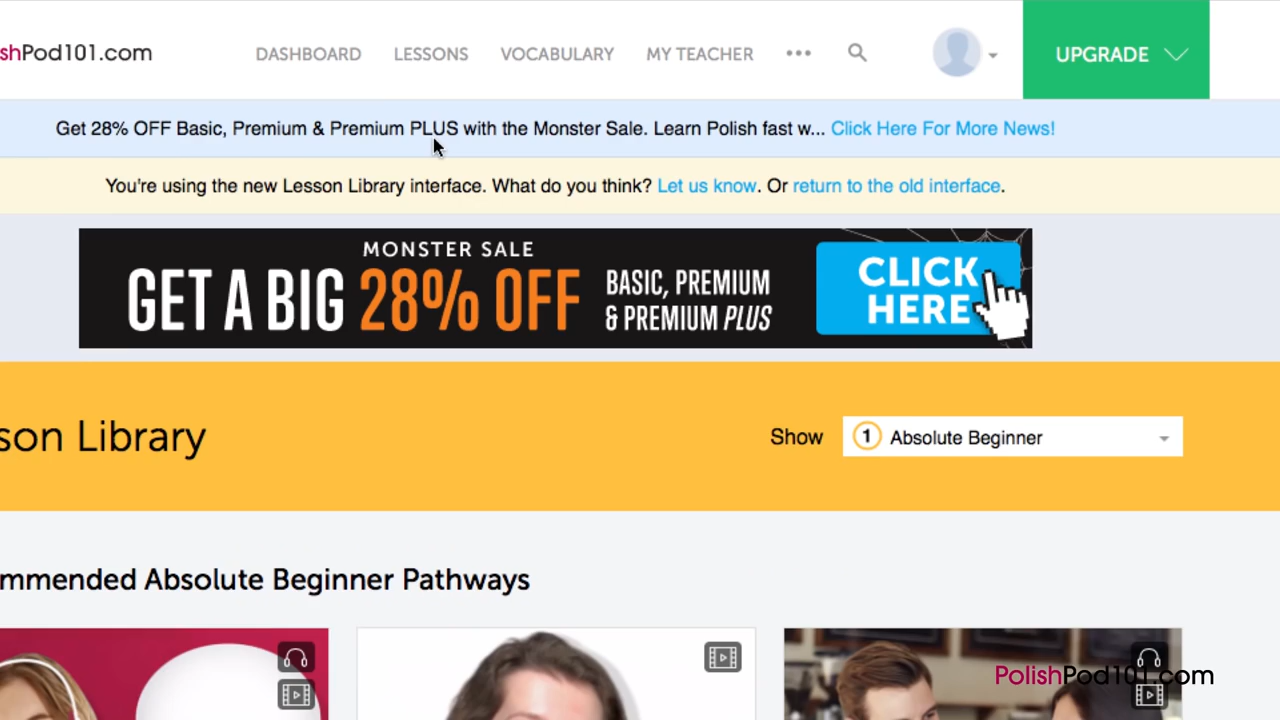 shPod101.com
DASHBOARD LESSONS VOCABULARY MY TEACHER ••• UPGRADE
Get 28% OFF Basic, Premium & Premium PLUS with the Monster Sale. Learn Polish fast w... Click Here For More News!
You're using the new Lesson Library interface. What do you think? Let us know. Or return to the old interface.
MONSTER SALE
GET A BIG 28% OFF
BASIC, PREMIUM
& PREMIUM PLUS
CLICK
HERE
son Library
Show 1 Absolute Beginner
mmended Absolute Beginner Pathways
PolishPod101.com